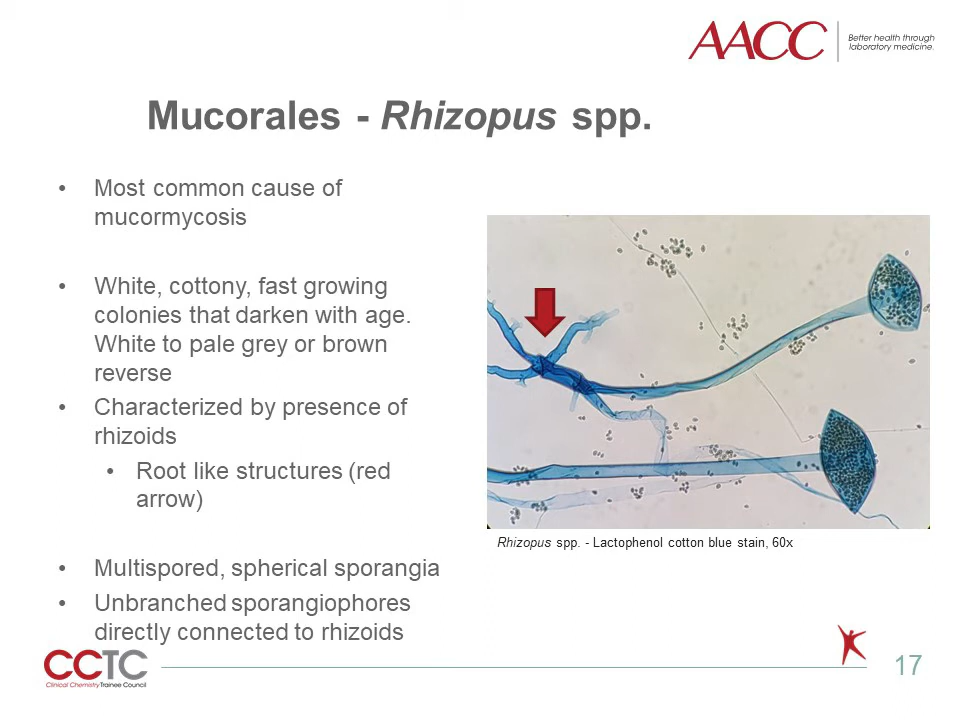 AACC
Better health through
laboratory medicine.
Mucorales - Rhizopus spp.
• Most common cause of
mucormycosis
• White, cottony, fast growing
colonies that darken with age.
White to pale grey or brown
reverse
• Characterized by presence of
rhizoids
• Root like structures (red
arrow)
• Multispored, spherical sporangia
• Unbranched sporangiophores
directly connected to rhizoids
Rhizopus spp. - Lactophenol cotton blue stain, 60x
CCTC
Clinical Chemistry Trainee Council
17